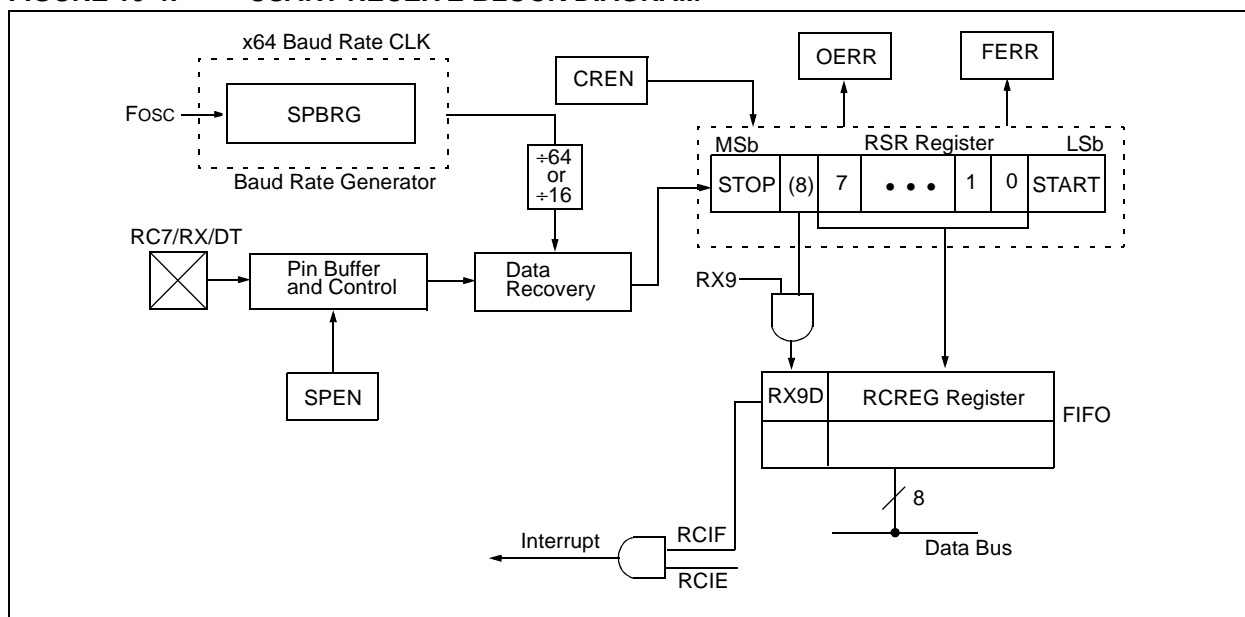 x64 Baud Rate CLK
FOSC
SPBRG
Baud Rate Generator
CREN
OERR
FERR
÷64
or
÷16
MSb
RSR Register
LSb
STOP
(8)
7
• • •
1
0
START
RC7/RX/DT
Pin Buffer
and Control
Data
Recovery
RX9
SPEN
RX9D
RCREG Register
FIFO
8
Data Bus
Interrupt
RCIF
RCIE